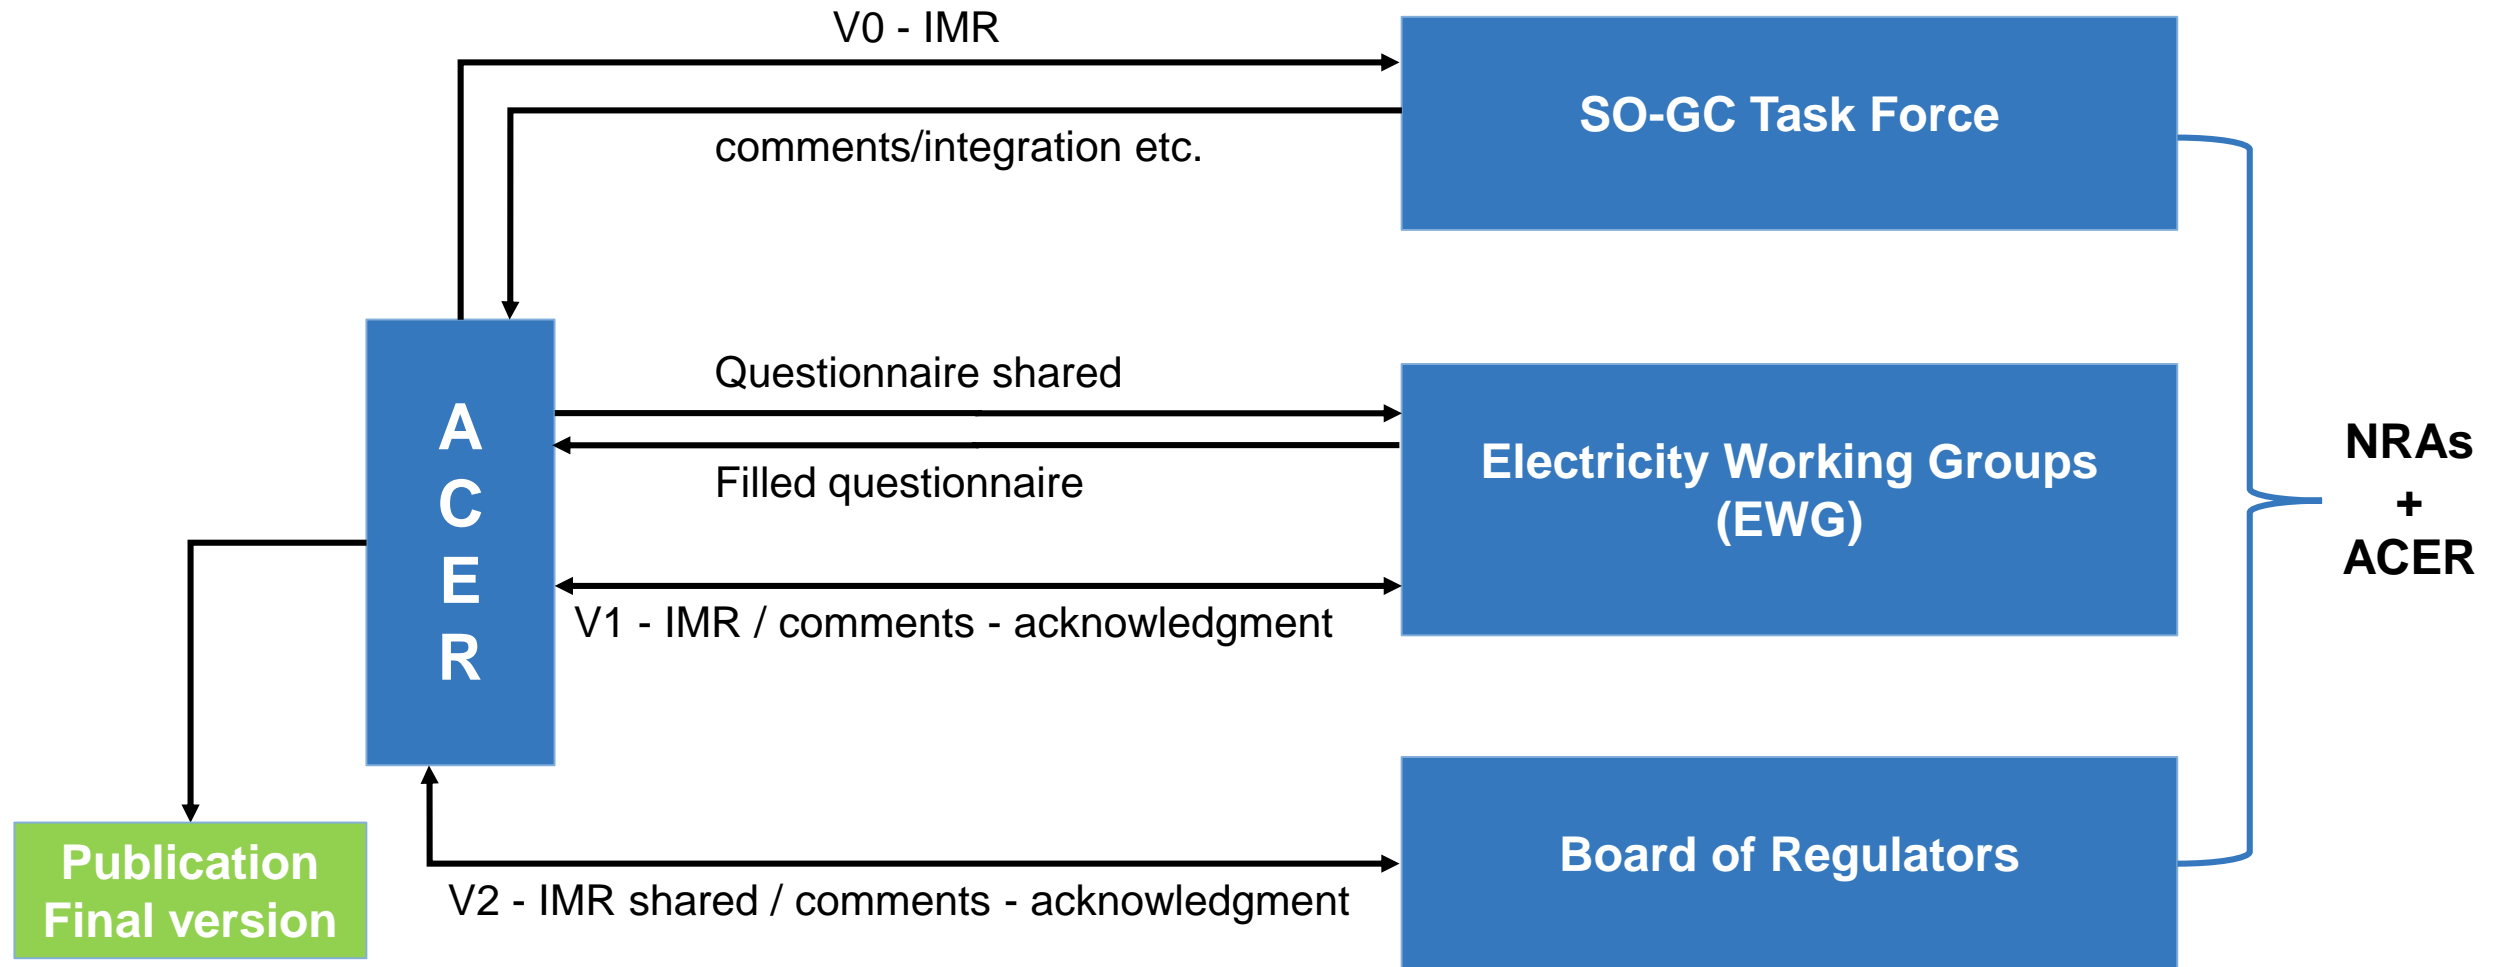 V0 - IMR
SO-GC Task Force
comments/integration etc.
Questionnaire shared
A
C
E
R
Electricity Working Groups
(EWG)
Filled questionnaire
V1 - IMR / comments - acknowledgment
NRAs
+
ACER
Publication
Final version
Board of Regulators
V2 - IMR shared / comments - acknowledgment